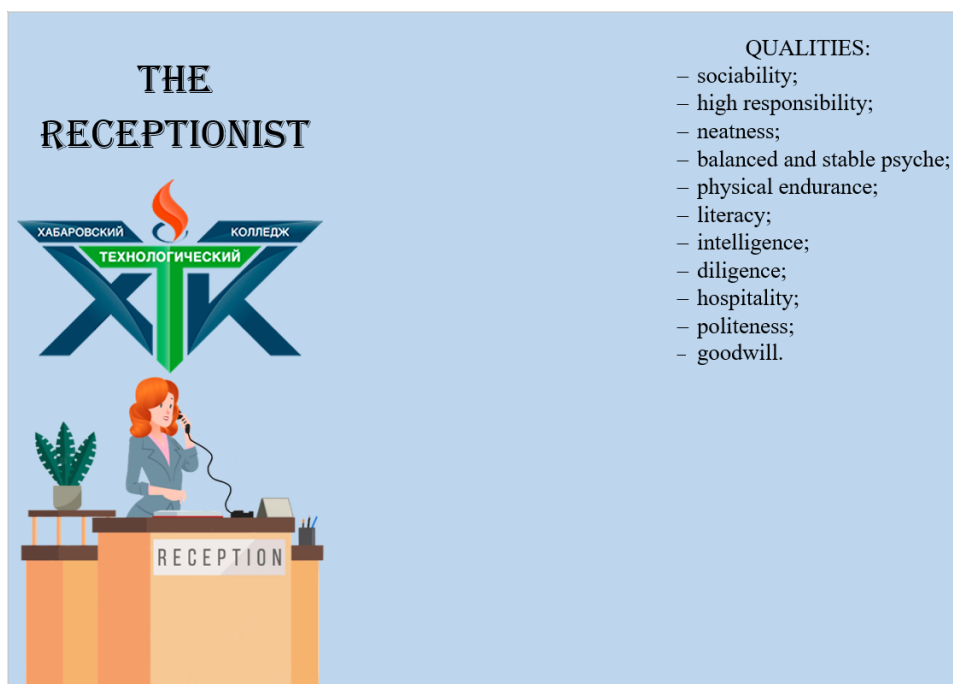 THE
RECEPTIONIST
ХАБАРОВСКИЙ КОЛЛЕДЖ
ТЕХНОЛОГИЧЕСКИЙ
ХТК
RECEPTION
QUALITIES:
– sociability;
– high responsibility;
– neatness;
– balanced and stable psyche;
– physical endurance;
– literacy;
– intelligence;
– diligence;
– hospitality;
– politeness;
- goodwill.